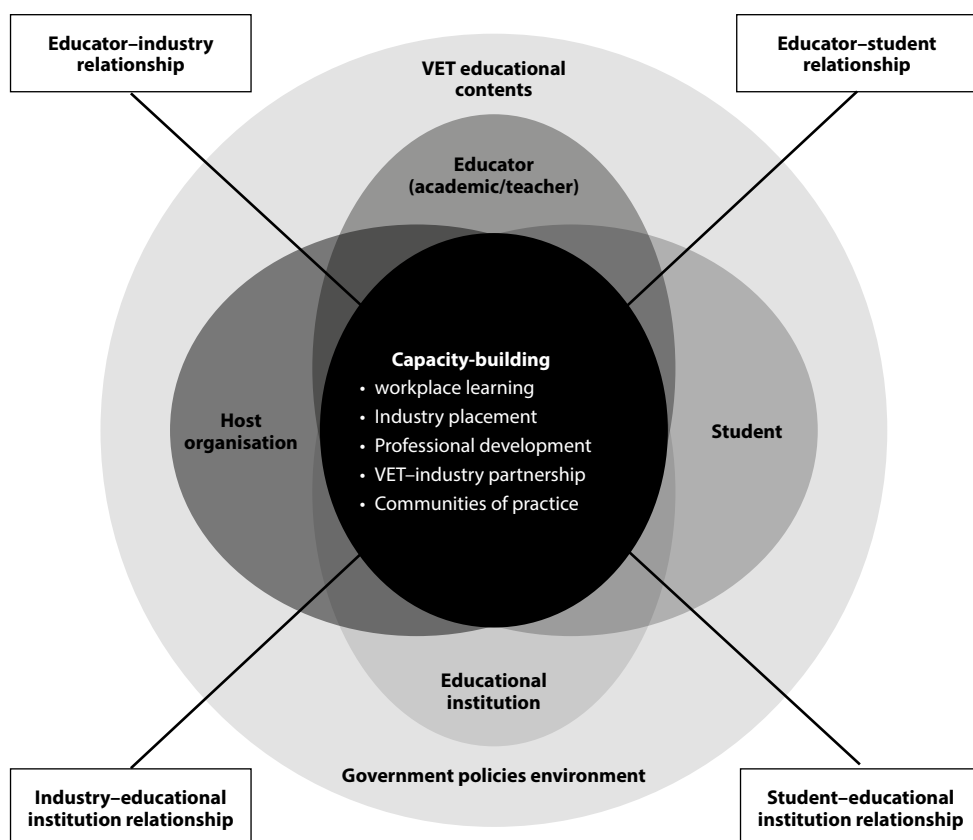 Educator–industry
relationship
Educator–student
relationship
VET educational
contents
Educator
(academic/teacher)
Capacity-building
• workplace learning
• Industry placement
• Professional development
• VET–industry partnership
• Communities of practice
Host
organisation
Student
Educational
institution
Government policies environment
Industry–educational
institution relationship
Student–educational
institution relationship